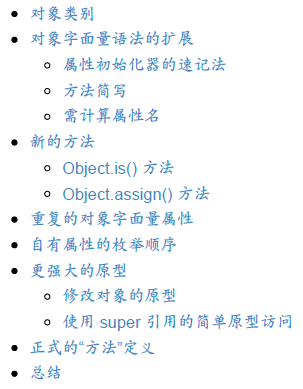 对象类别
对象字面量语法的扩展
属性初始化器的速记法
方法简写
需计算属性名
新的方法
Object.is() 方法
Object.assign() 方法
重复的对象字面量属性
自有属性的枚举顺序
更强大的原型
修改对象的原型
使用 super 引用的简单原型访问
正式的“方法”定义
总结